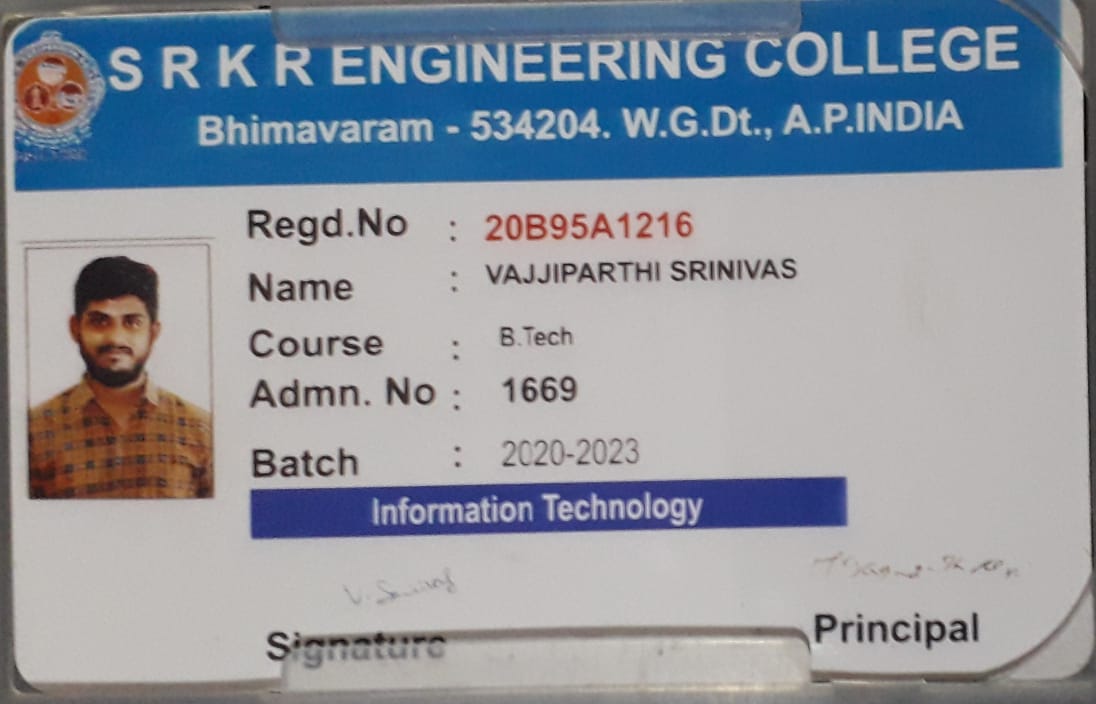 S R K R ENGINEERING COLLEGE
Bhimavaram - 534204. W.G.Dt., A.P.INDIA
Regd.No : 20B95A1216
Name : VAJJIPARTHI SRINIVAS
Course : B.Tech
Admn. No : 1669
Batch : 2020-2023
Information Technology
V. Srinivas
Signature
Principal